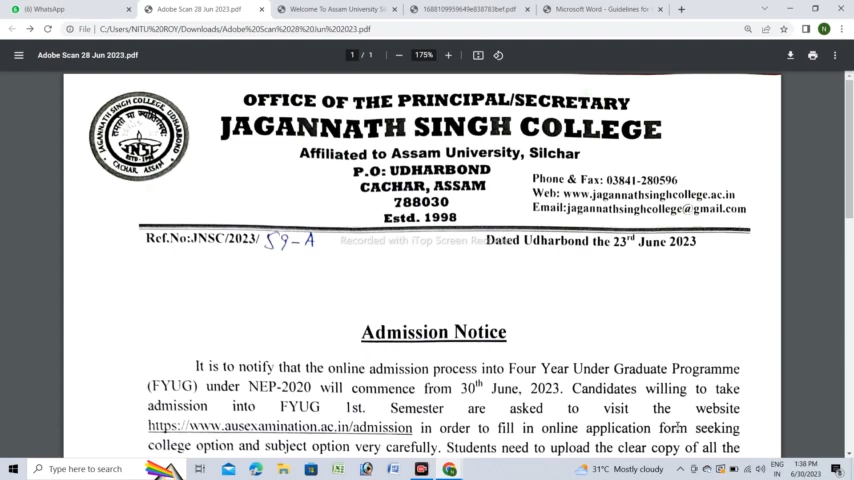 (6) WhatsApp
Adobe Scan 28 Jun 2023.pdf
Welcome To Assam University Sil
1688109959649e838783bef.pdf
Microsoft Word - Guidelines for
File
C:/Users/NITU%20ROY/Downloads/Adobe%20Scan%2028%20Jun%202023.pdf
N
Adobe Scan 28 Jun 2023.pdf
1 / 1
175%
JAGANNATH SINGH COLLEGE UDHARBOND
JNSC
ESTD-1998
CACHAR, ASSAM
OFFICE OF THE PRINCIPAL/SECRETARY
JAGANNATH SINGH COLLEGE
Affiliated to Assam University, Silchar
P.O: UDHARBOND
CACHAR, ASSAM
788030
Estd. 1998
Phone & Fax: 03841-280596
Web: www.jagannathsinghcollege.ac.in
Email:jagannathsinghcollege@gmail.com
Ref.No:JNSC/2023/ 59-A
Recorded with iTop Screen
Dated Udharbond the 23rd June 2023
Admission Notice
It is to notify that the online admission process into Four Year Under Graduate Programme
(FYUG) under NEP-2020 will commence from 30th June, 2023. Candidates willing to take
admission into FYUG 1st. Semester are asked to visit the website
https://www.ausexamination.ac.in/admission in order to fill in online application form seeking
college option and subject option very carefully. Students need to upload the clear copy of all the
Type here to search
31°C Mostly cloudy
ENG
IN
1:38 PM
6/30/2023